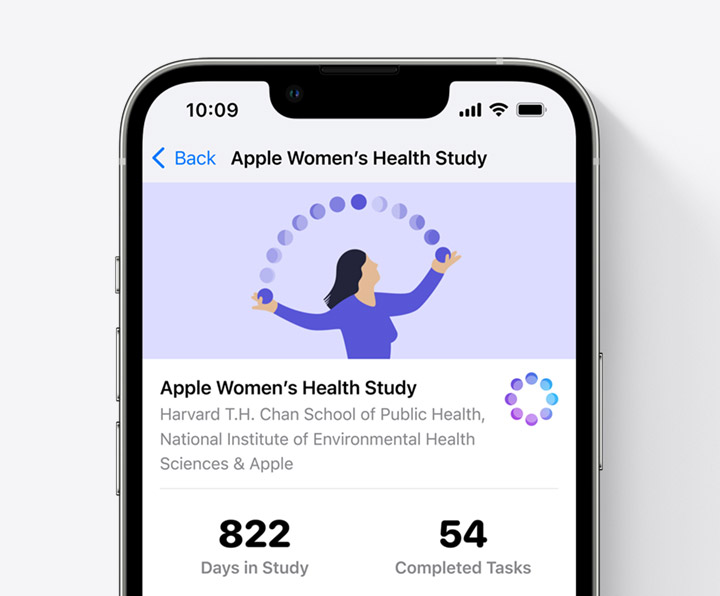 10:09
Back Apple Women’s Health Study
Apple Women’s Health Study
Harvard T.H. Chan School of Public Health,
National Institute of Environmental Health
Sciences & Apple
822 54
Days in Study Completed Tasks